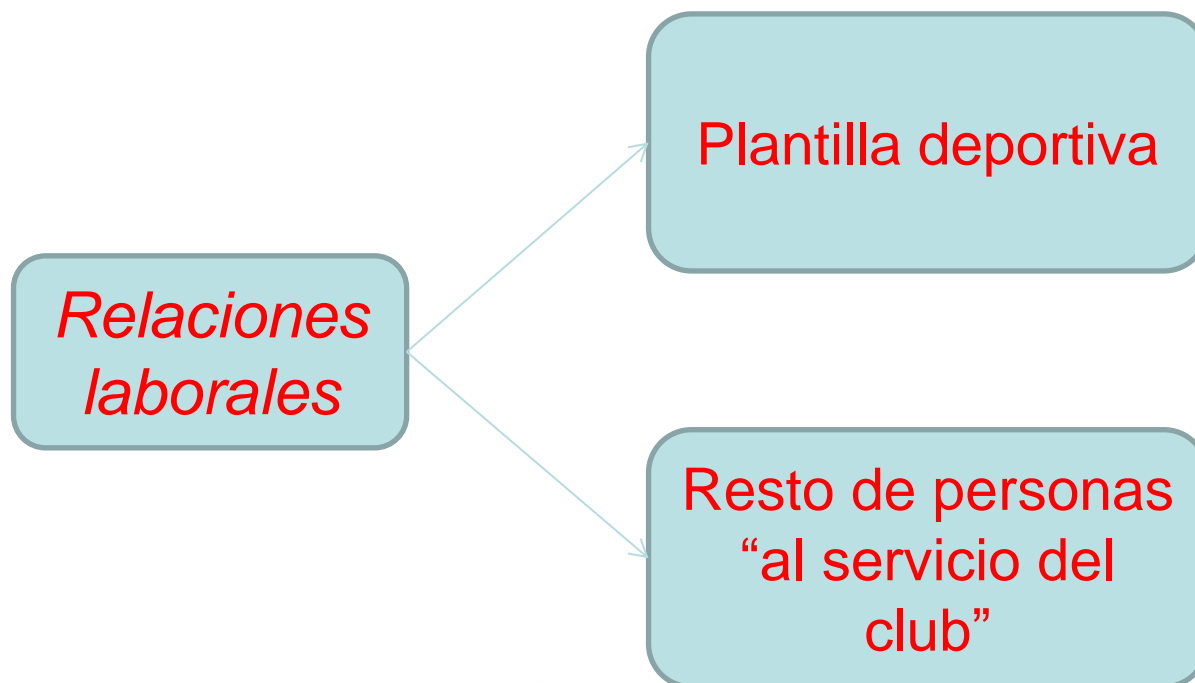 Plantilla deportiva
Relaciones
laborales
Resto de personas
“al servicio del
club”